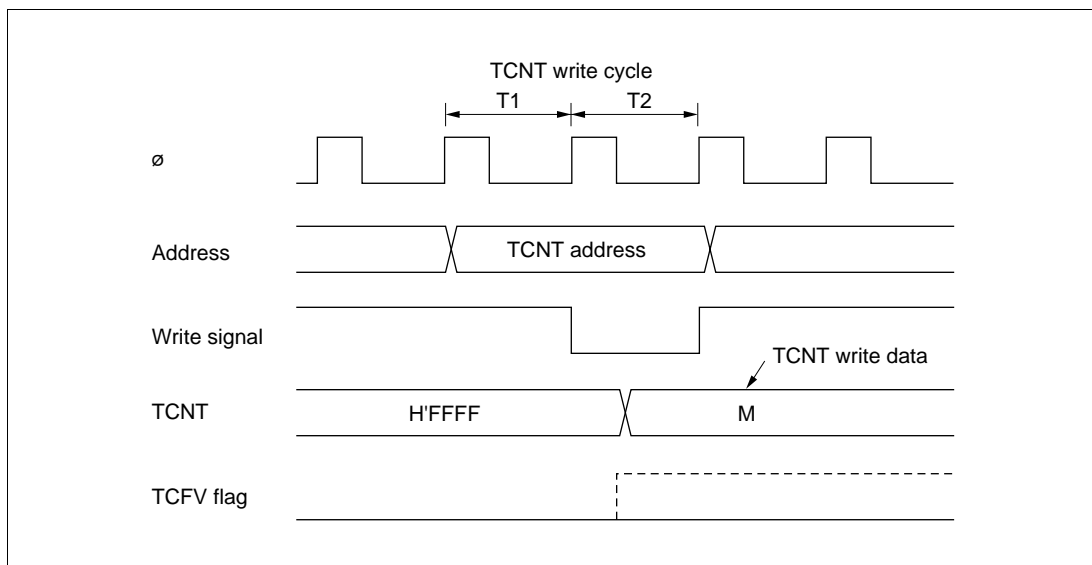 TCNT write cycle
T1 T2
ø
Address TCNT address
Write signal
TCNT write data
TCNT H'FFFF M
TCFV flag